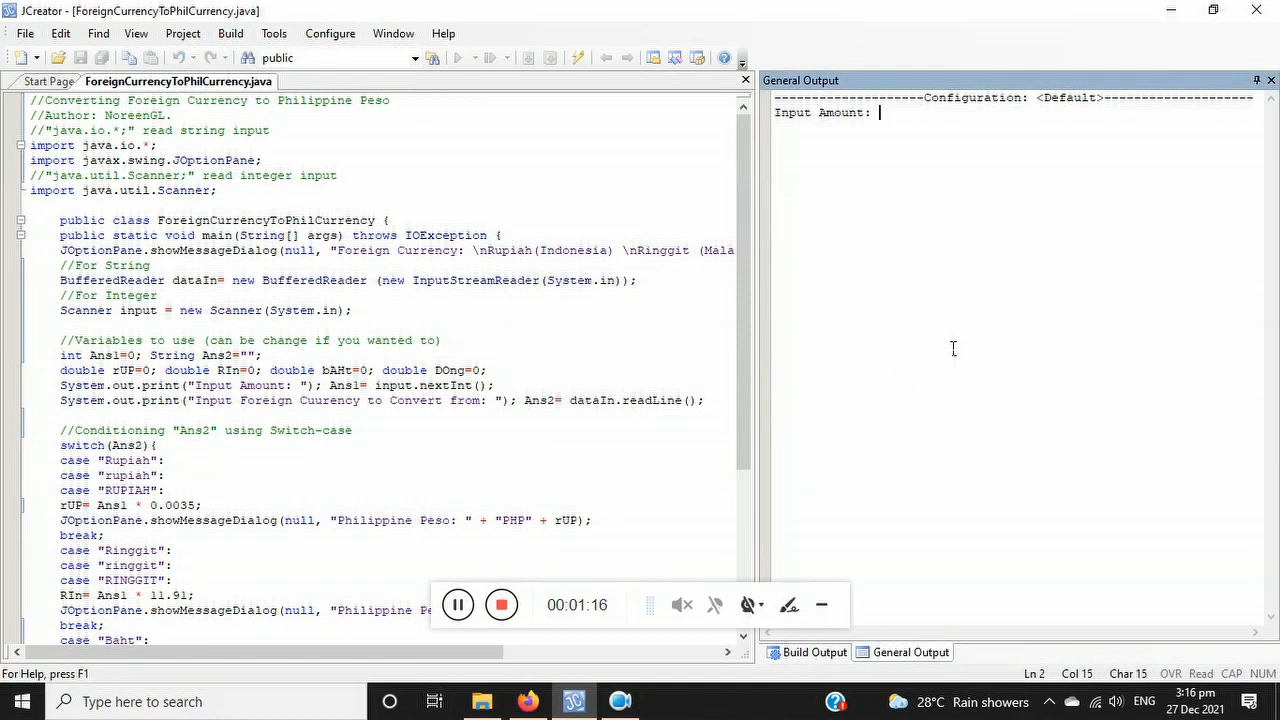 JCreator - [ForeignCurrencyToPhilCurrency.java]
File Edit Find View Project Build Tools Configure Window Help
public
Start Page ForeignCurrencyToPhilCurrency.java
//Converting Foreign Currency to Philippine Peso
//Author: NoreenGL.
//"java.io.*;" read string input
import java.io.*;
import javax.swing.JOptionPane;
//"java.util.Scanner;" read integer input
import java.util.Scanner;
public class ForeignCurrencyToPhilCurrency {
public static void main(String[] args) throws IOException {
JOptionPane.showMessageDialog(null, "Foreign Currency: \nRupiah(Indonesia) \nRinggit (Mala
//For String
BufferedReader dataIn= new BufferedReader (new InputStreamReader(System.in));
//For Integer
Scanner input = new Scanner(System.in);
//Variables to use (can be change if you wanted to)
int Ans1=0; String Ans2="";
double rUP=0; double RIn=0; double bAHt=0; double DOng=0;
System.out.print("Input Amount: "); Ans1= input.nextInt();
System.out.print("Input Foreign Cuurency to Convert from: "); Ans2= dataIn.readLine();
//Conditioning "Ans2" using Switch-case
switch(Ans2){
case "Rupiah":
case "rupiah":
case "RUPIAH":
rUP= Ans1 * 0.0035;
JOptionPane.showMessageDialog(null, "Philippine Peso: " + "PHP" + rUP);
break;
case "Ringgit":
case "ringgit":
case "RINGGIT":
RIn= Ans1 * 11.91;
JOptionPane.showMessageDialog(null, "Philippine Pe
break;
case "Baht":
General Output
--------------------Configuration: <Default>--------------------
Input Amount:
00:01:16
Build Output General Output
For Help, press F1
Ln 2 Col 15 Char 15 OVR Read CAP NUM
Type here to search
28°C Rain showers
ENG
3:16 pm
27 Dec 2021